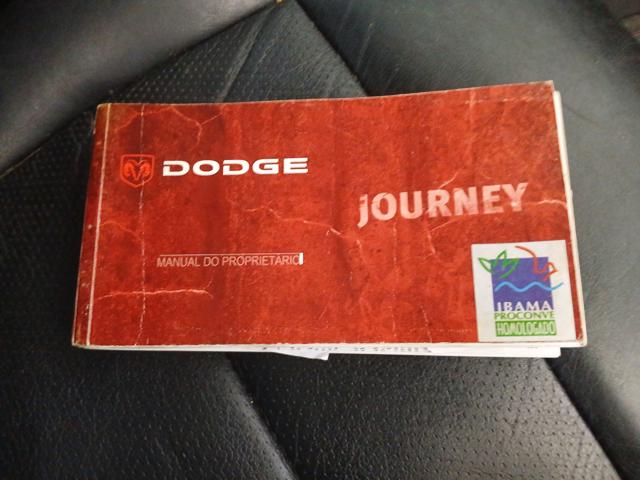 DODGE
JOURNEY
MANUAL DO PROPRIETÁRIO
IBAMA
PROCONVE
HOMOLOGADO